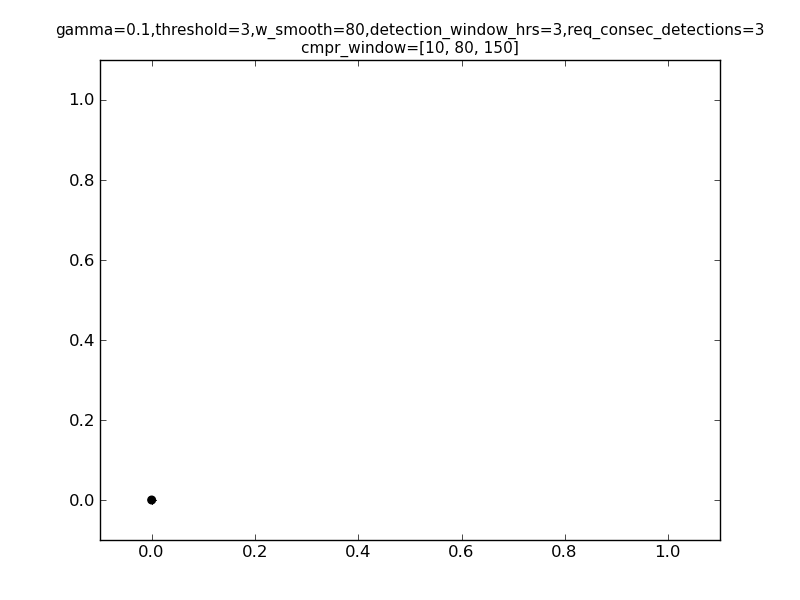 gamma=0.1,threshold=3,w_smooth=80,detection_window_hrs=3,req_consec_detections=3
cmpr_window=[10, 80, 150]
1.0
0.8
0.6
0.4
0.2
0.0
0.0 0.2 0.4 0.6 0.8 1.0